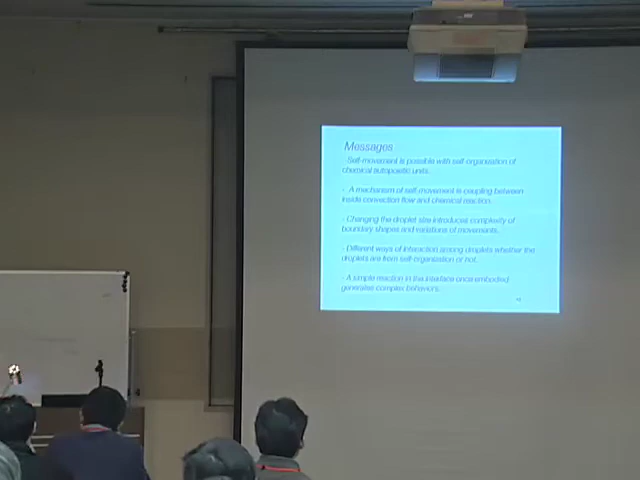 Messages
- Self-movement is possible with self-organization of
chemical autopoietic units.
- A mechanism of self-movement is coupling between
inside convection flow and chemical reaction.
- Changing the droplet size introduces complexity of
boundary shapes and variations of movements.
- Different ways of interaction among droplets whether the
droplets are from self-organization or not.
- A simple reaction in the interface once embodied
generates complex behaviors.